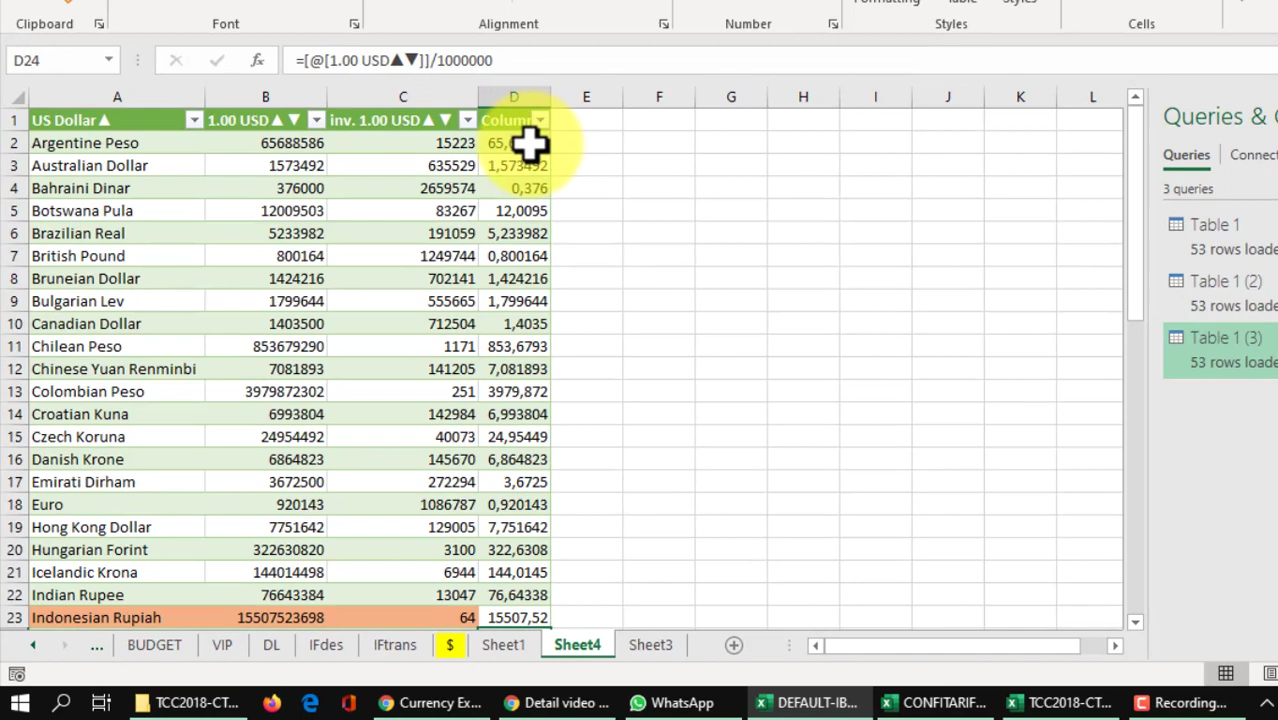 Formatting Table Styles
Clipboard Font Alignment Number Styles Cells
D24 fx =[@[1.00 USD▲▼]]/1000000
A B C D E F G H I J K L
1 US Dollar▲ 1.00 USD▲▼ inv. 1.00 USD▲▼ Column
2 Argentine Peso 65688586 15223 65,
3 Australian Dollar 1573492 635529 1,573492
4 Bahraini Dinar 376000 2659574 0,376
5 Botswana Pula 12009503 83267 12,0095
6 Brazilian Real 5233982 191059 5,233982
7 British Pound 800164 1249744 0,800164
8 Bruneian Dollar 1424216 702141 1,424216
9 Bulgarian Lev 1799644 555665 1,799644
10 Canadian Dollar 1403500 712504 1,4035
11 Chilean Peso 853679290 1171 853,6793
12 Chinese Yuan Renminbi 7081893 141205 7,081893
13 Colombian Peso 3979872302 251 3979,872
14 Croatian Kuna 6993804 142984 6,993804
15 Czech Koruna 24954492 40073 24,95449
16 Danish Krone 6864823 145670 6,864823
17 Emirati Dirham 3672500 272294 3,6725
18 Euro 920143 1086787 0,920143
19 Hong Kong Dollar 7751642 129005 7,751642
20 Hungarian Forint 322630820 3100 322,6308
21 Icelandic Krona 144014498 6944 144,0145
22 Indian Rupee 76643384 13047 76,64338
23 Indonesian Rupiah 15507523698 64 15507,52
Queries & C
Queries Connect
3 queries
Table 1
53 rows loade
Table 1 (2)
53 rows loade
Table 1 (3)
53 rows loade
... BUDGET VIP DL IFdes IFtrans $ Sheet1 Sheet4 Sheet3
TCC2018-CT... Currency Ex... Detail video ... WhatsApp DEFAULT-IB... CONFITARIF... TCC2018-CT... Recording...